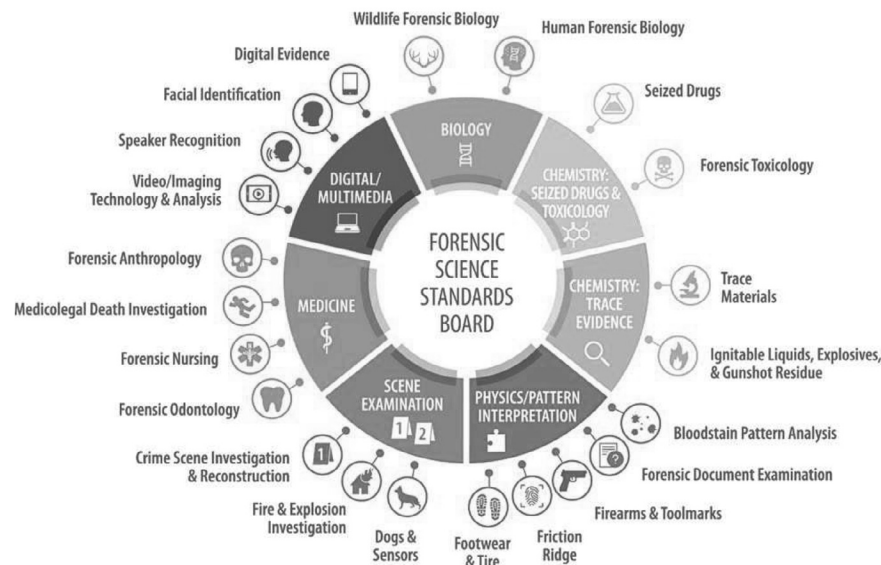 Wildlife Forensic Biology
Human Forensic Biology
Digital Evidence
Facial Identification
Speaker Recognition
Video/Imaging
Technology & Analysis
Seized Drugs
Forensic Toxicology
BIOLOGY
DIGITAL/
MULTIMEDIA
CHEMISTRY:
SEIZED DRUGS &
TOXICOLOGY
FORENSIC
SCIENCE
STANDARDS
BOARD
Forensic Anthropology
Medicolegal Death Investigation
Forensic Nursing
Forensic Odontology
MEDICINE
CHEMISTRY:
TRACE
EVIDENCE
Trace
Materials
Ignitable Liquids, Explosives,
& Gunshot Residue
SCENE
EXAMINATION
1 2
PHYSICS/PATTERN
INTERPRETATION
Crime Scene Investigation
& Reconstruction
1
Fire & Explosion
Investigation
Dogs &
Sensors
Footwear
& Tire
Friction
Ridge
Firearms & Toolmarks
Forensic Document Examination
?
Bloodstain Pattern Analysis